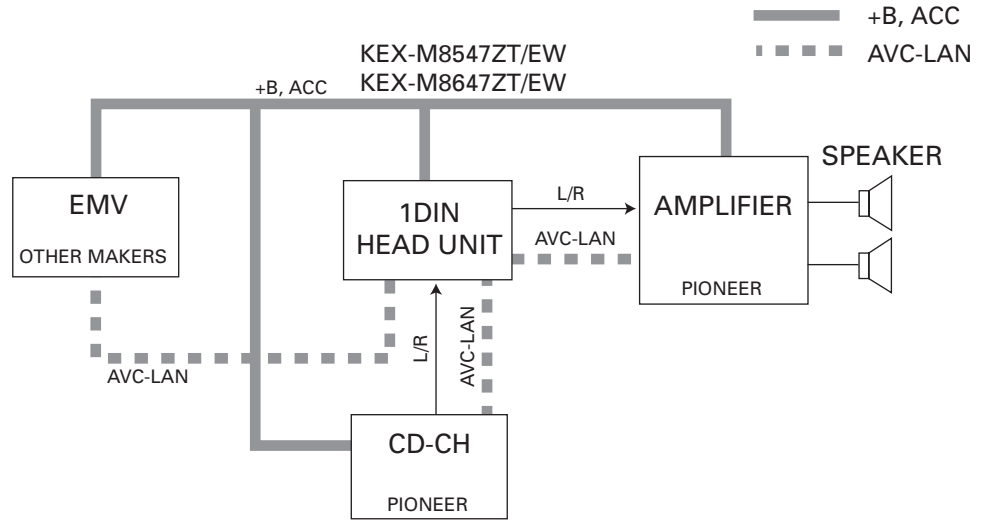 +B, ACC
AVC-LAN
KEX-M8547ZT/EW
KEX-M8647ZT/EW
+B, ACC
SPEAKER
EMV
OTHER MAKERS
1DIN
HEAD UNIT
L/R
AVC-LAN
AMPLIFIER
PIONEER
AVC-LAN
L/R
AVC-LAN
CD-CH
PIONEER